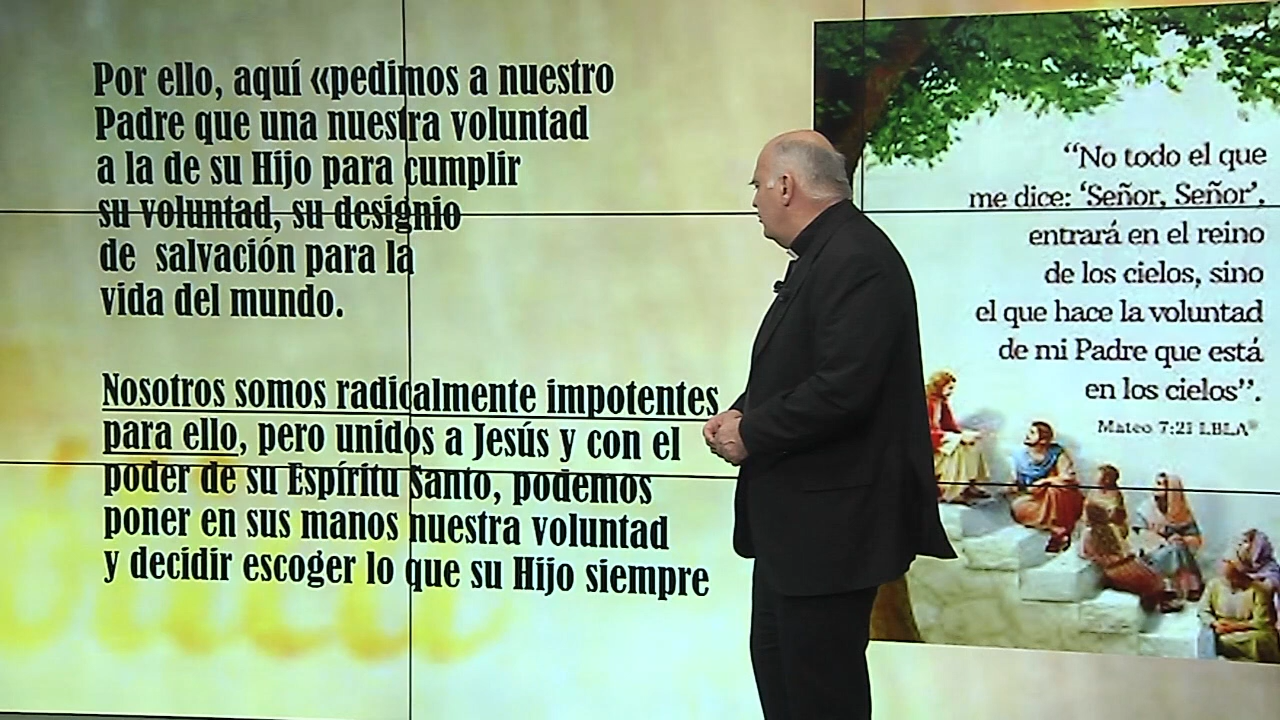 Por ello, aquí «pedimos a nuestro
Padre que una nuestra voluntad
a la de su Hijo para cumplir
su voluntad, su designio
de salvación para la
vida del mundo.
Nosotros somos radicalmente impotentes
para ello, pero unidos a Jesús y con el
poder de su Espíritu Santo, podemos
poner en sus manos nuestra voluntad
y decidir escoger lo que su Hijo siempre
“No todo el que
me dice: ‘Señor, Señor’,
entrará en el reino
de los cielos, sino
el que hace la voluntad
de mi Padre que está
en los cielos”.
Mateo 7:21 LBLA®